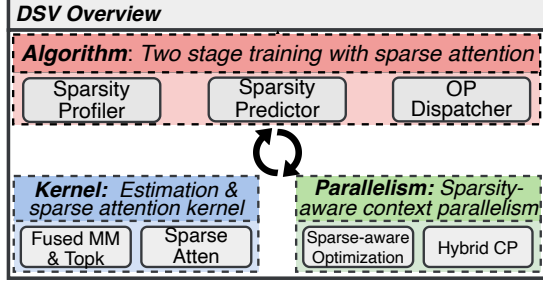 DSV Overview
Algorithm: Two stage training with sparse attention
Sparsity
Profiler
Sparsity
Predictor
OP
Dispatcher
Kernel: Estimation &
sparse attention kernel
Fused MM
& Topk
Sparse
Atten
Parallelism: Sparsity-
aware context parallelism
Sparse-aware
Optimization
Hybrid CP